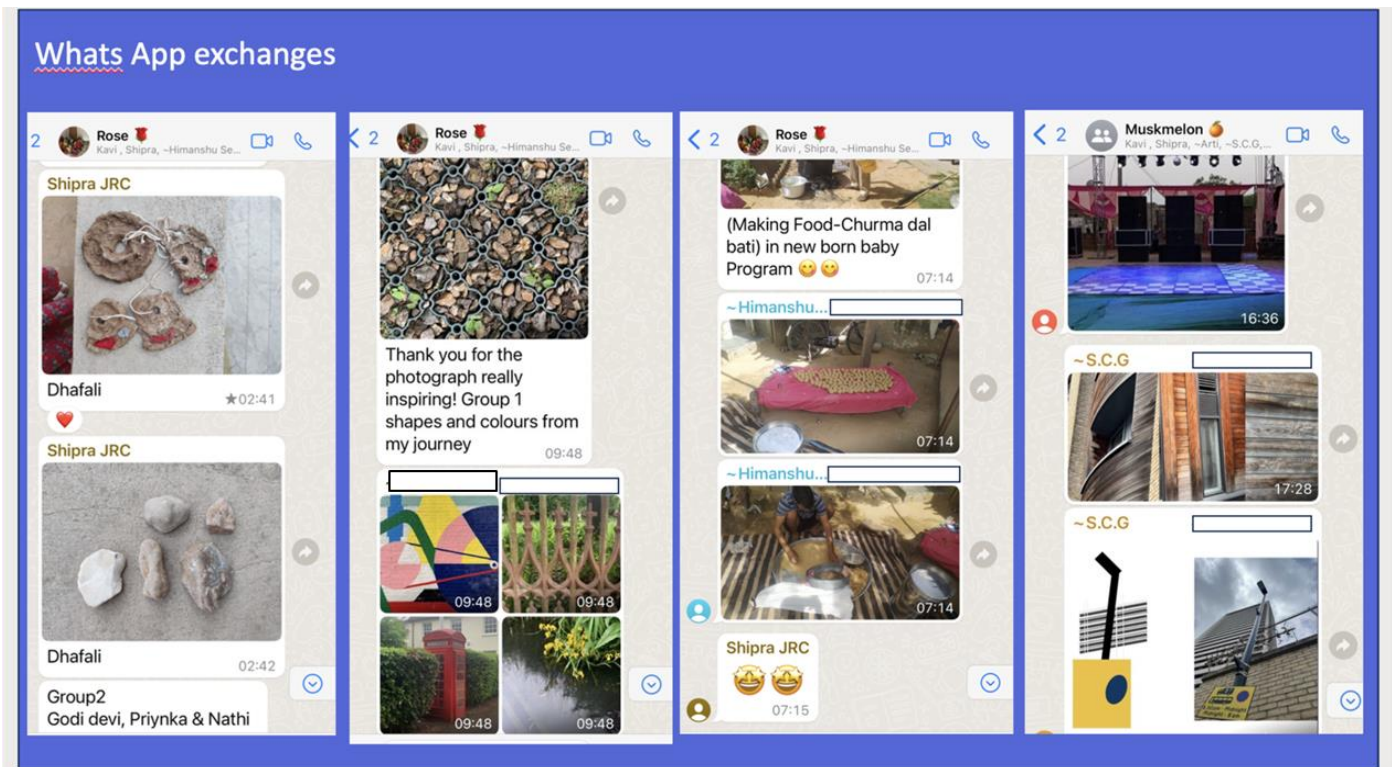 Whats App exchanges
2
Rose 🌹
Kavi , Shipra, ~Himanshu Se...
Shipra JRC
Dhafali
★02:41
❤️
Shipra JRC
Dhafali
02:42
Group2
Godi devi, Priynka & Nathi
2
Rose 🌹
Kavi , Shipra, ~Himanshu Se...
Thank you for the
photograph really
inspiring! Group 1
shapes and colours from
my journey
09:48
09:48
09:48
09:48
09:48
2
Rose 🌹
Kavi , Shipra, ~Himanshu Se...
(Making Food-Churma dal
bati) in new born baby
Program 😋 😋
07:14
~Himanshu...
07:14
~Himanshu...
07:14
Shipra JRC
🤩 🤩
07:15
2
Muskmelon 🍊
Kavi , Shipra, ~Arti, ~S.C.G,...
16:36
~S.C.G
17:28
~S.C.G